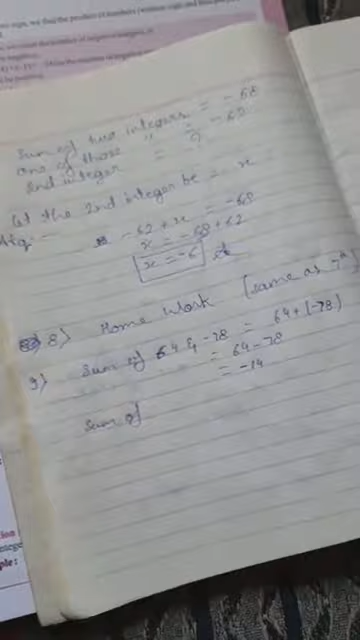 Sum of two integers = -68
one of those " = -62
2nd integer = ?
let the 2nd integer be = x
Atq:-
-62 + x = -68
x = -68 + 62
x = -6
8) Home Work (same as 7th)
9) Sum of 64 & -78 = 64 + (-78)
= 64 - 78
= -14
Sum of